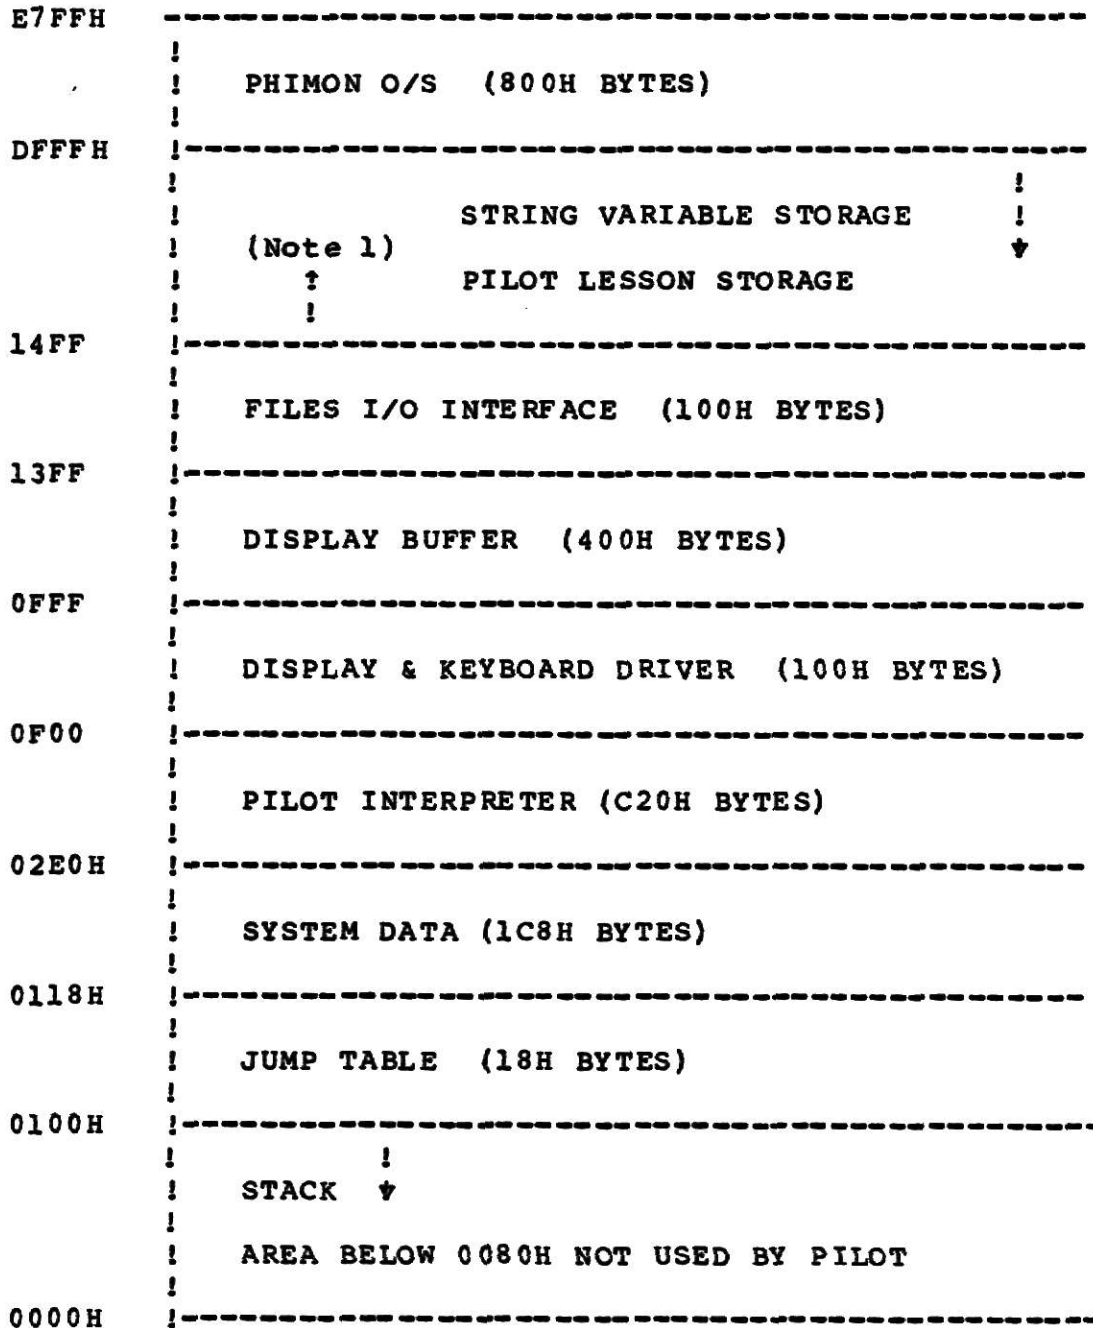 E7FFH
PHIMON O/S (800H BYTES)
DFFFH
STRING VARIABLE STORAGE
(Note 1)
PILOT LESSON STORAGE
14FF
FILES I/O INTERFACE (100H BYTES)
13FF
DISPLAY BUFFER (400H BYTES)
0FFF
DISPLAY & KEYBOARD DRIVER (100H BYTES)
0F00
PILOT INTERPRETER (C20H BYTES)
02E0H
SYSTEM DATA (1C8H BYTES)
0118H
JUMP TABLE (18H BYTES)
0100H
STACK
AREA BELOW 0080H NOT USED BY PILOT
0000H